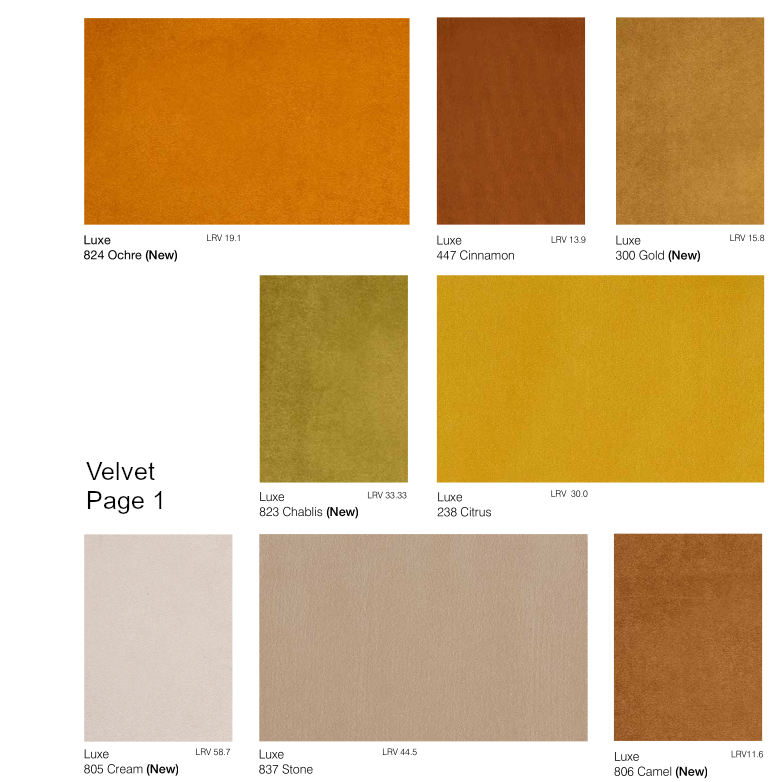 Luxe LRV 19.1
824 Ochre (New)
Luxe LRV 13.9
447 Cinnamon
Luxe LRV 15.8
300 Gold (New)
Velvet
Page 1
Luxe LRV 33.33
823 Chablis (New)
Luxe LRV 30.0
238 Citrus
Luxe LRV 58.7
805 Cream (New)
Luxe LRV 44.5
837 Stone
Luxe LRV11.6
806 Camel (New)